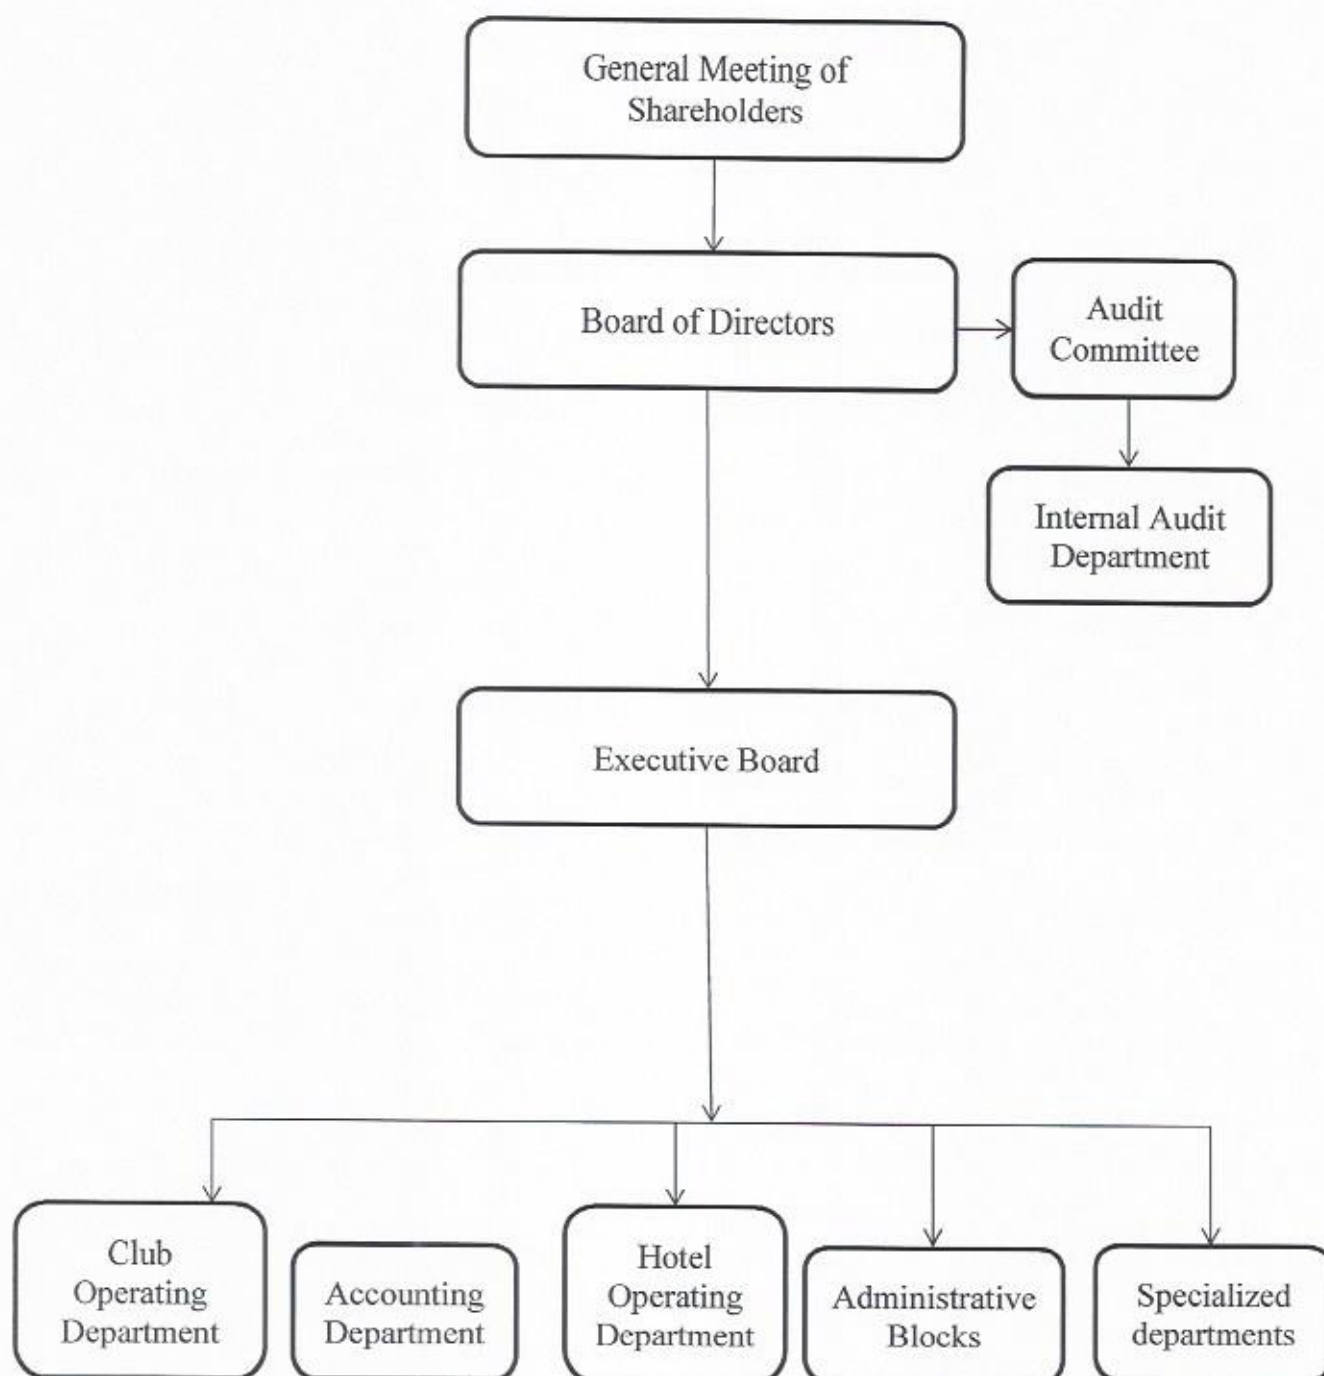 General Meeting of
Shareholders
Board of Directors
Audit
Committee
Internal Audit
Department
Executive Board
Club
Operating
Department
Accounting
Department
Hotel
Operating
Department
Administrative
Blocks
Specialized
departments